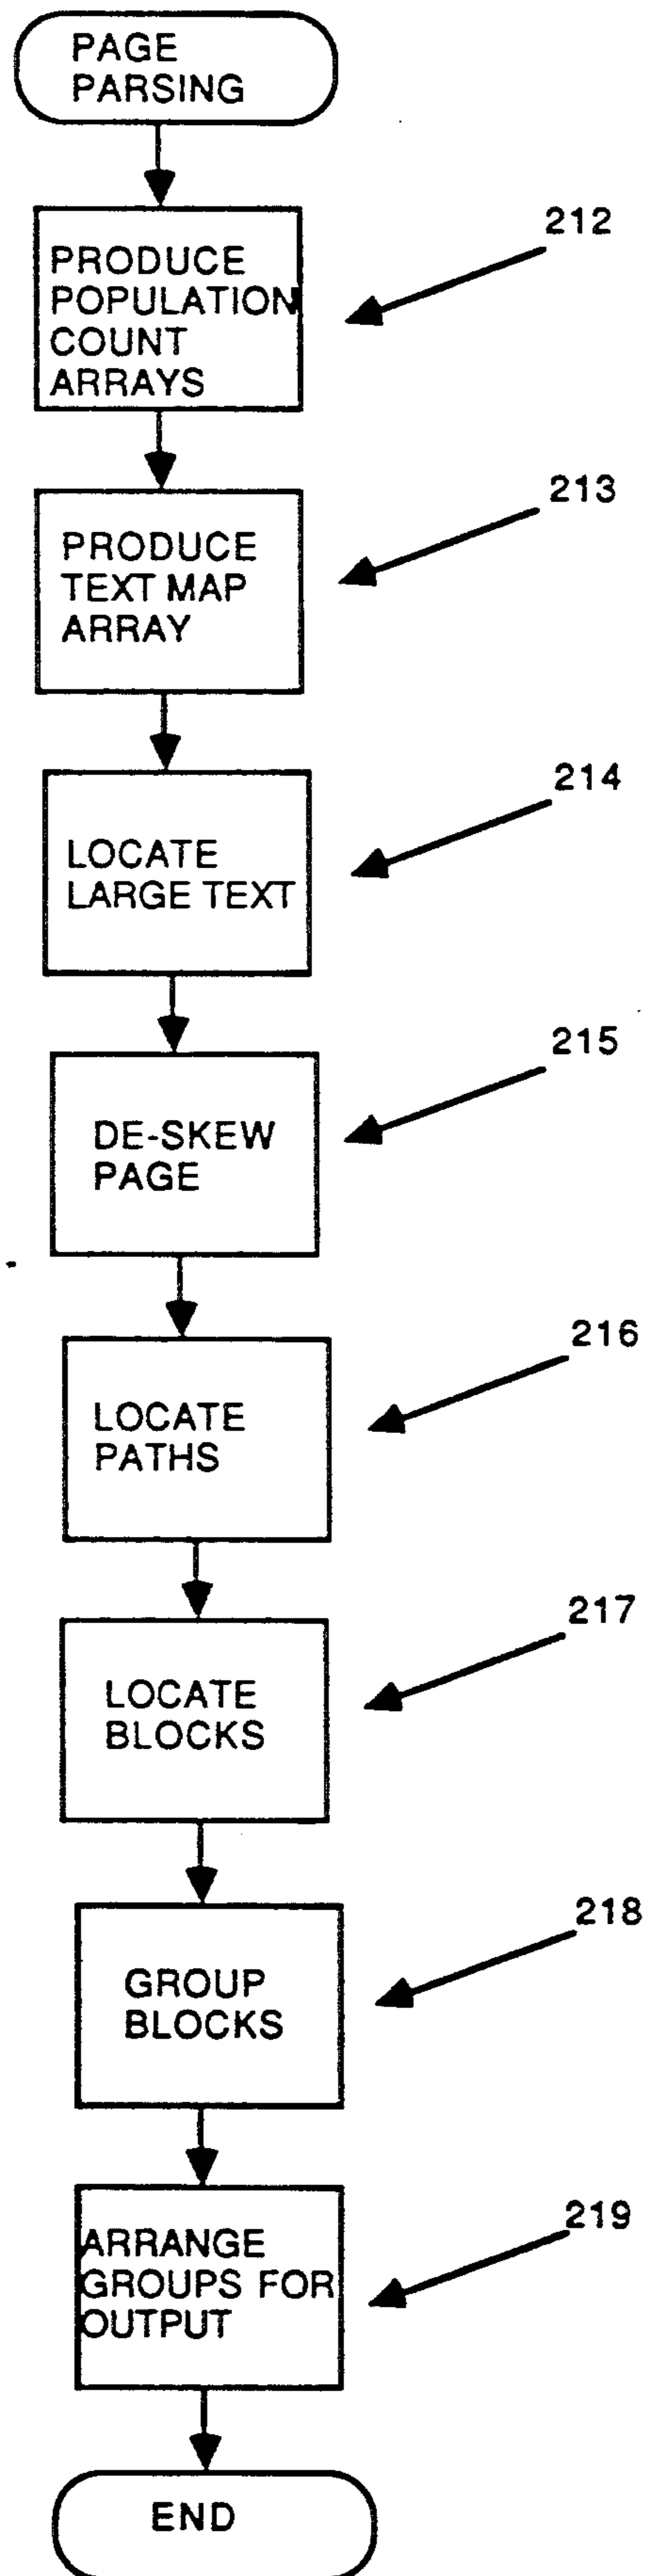 PAGE
PARSING
212
PRODUCE
POPULATION
COUNT
ARRAYS
213
PRODUCE
TEXT MAP
ARRAY
214
LOCATE
LARGE TEXT
215
DE-SKEW
PAGE
216
LOCATE
PATHS
217
LOCATE
BLOCKS
218
GROUP
BLOCKS
219
ARRANGE
GROUPS FOR
OUTPUT
END